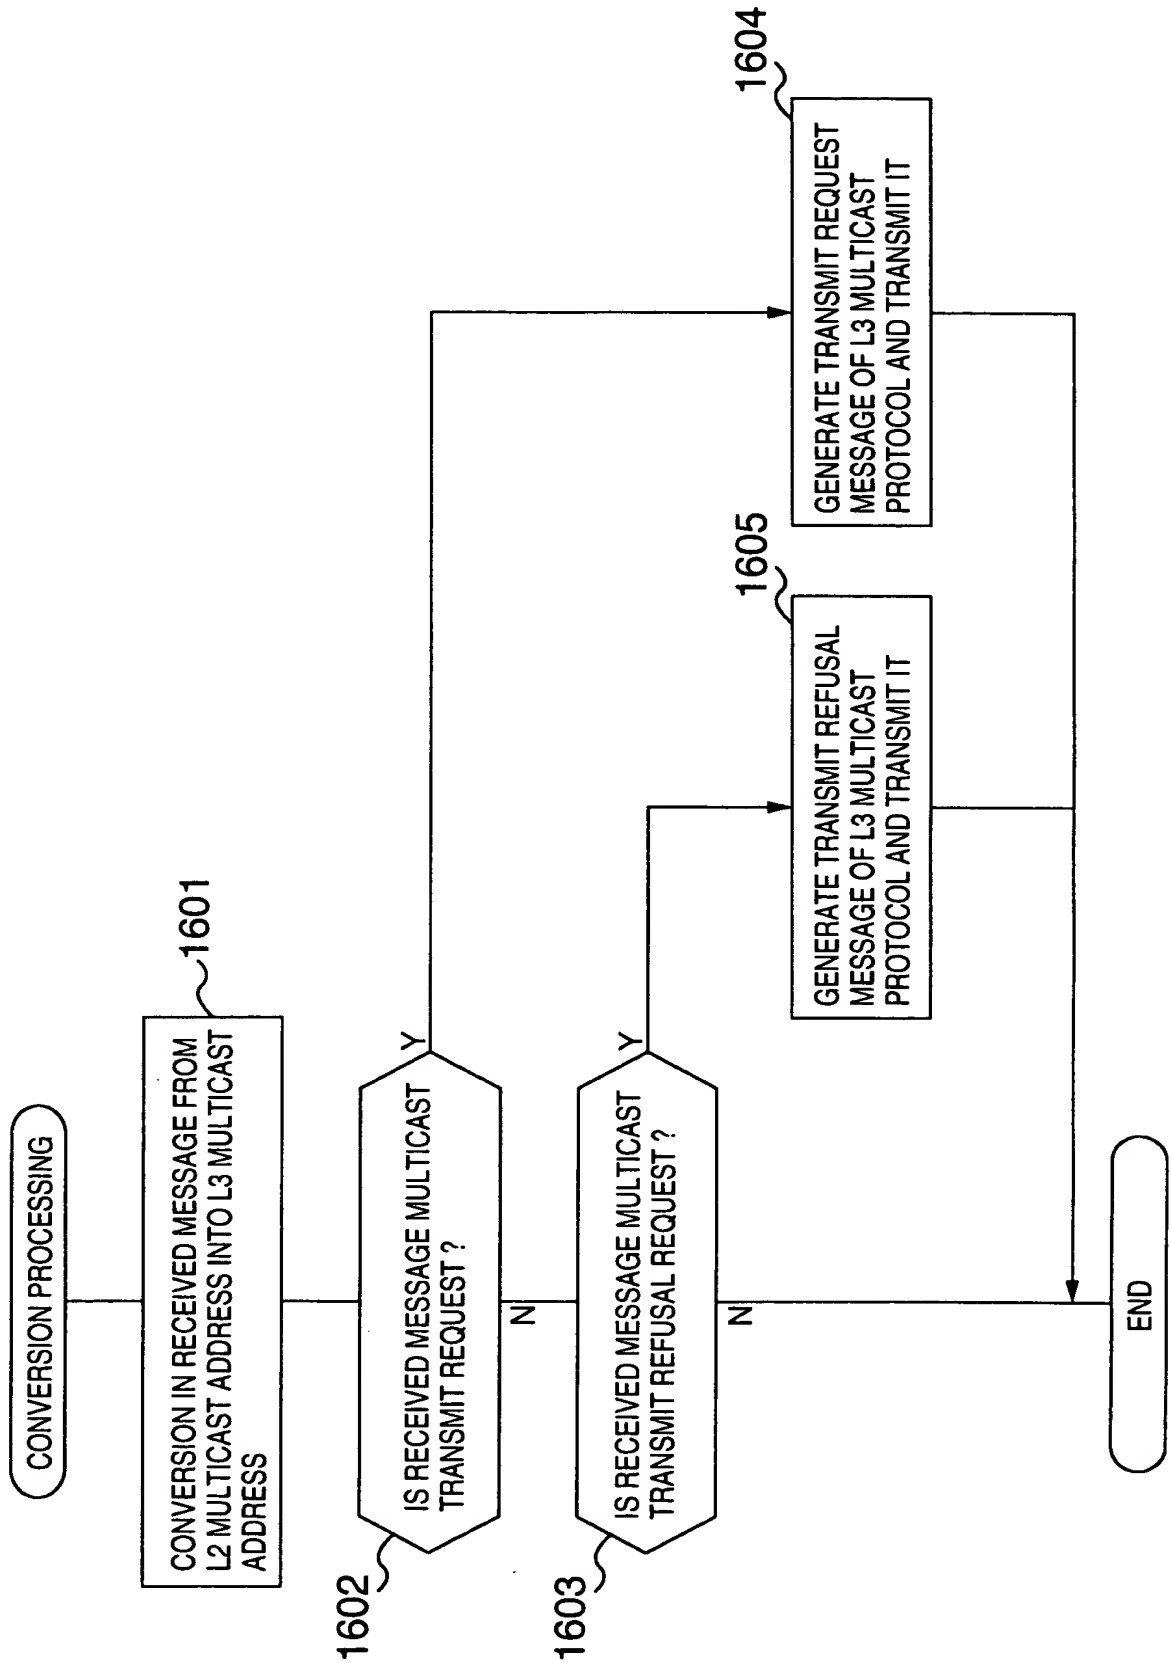 CONVERSION PROCESSING
1601
CONVERSION IN RECEIVED MESSAGE FROM
L2 MULTICAST ADDRESS INTO L3 MULTICAST
ADDRESS
1602
IS RECEIVED MESSAGE MULTICAST
TRANSMIT REQUEST ?
Y
N
1603
IS RECEIVED MESSAGE MULTICAST
TRANSMIT REFUSAL REQUEST ?
Y
N
1605
GENERATE TRANSMIT REFUSAL
MESSAGE OF L3 MULTICAST
PROTOCOL AND TRANSMIT IT
1604
GENERATE TRANSMIT REQUEST
MESSAGE OF L3 MULTICAST
PROTOCOL AND TRANSMIT IT
END